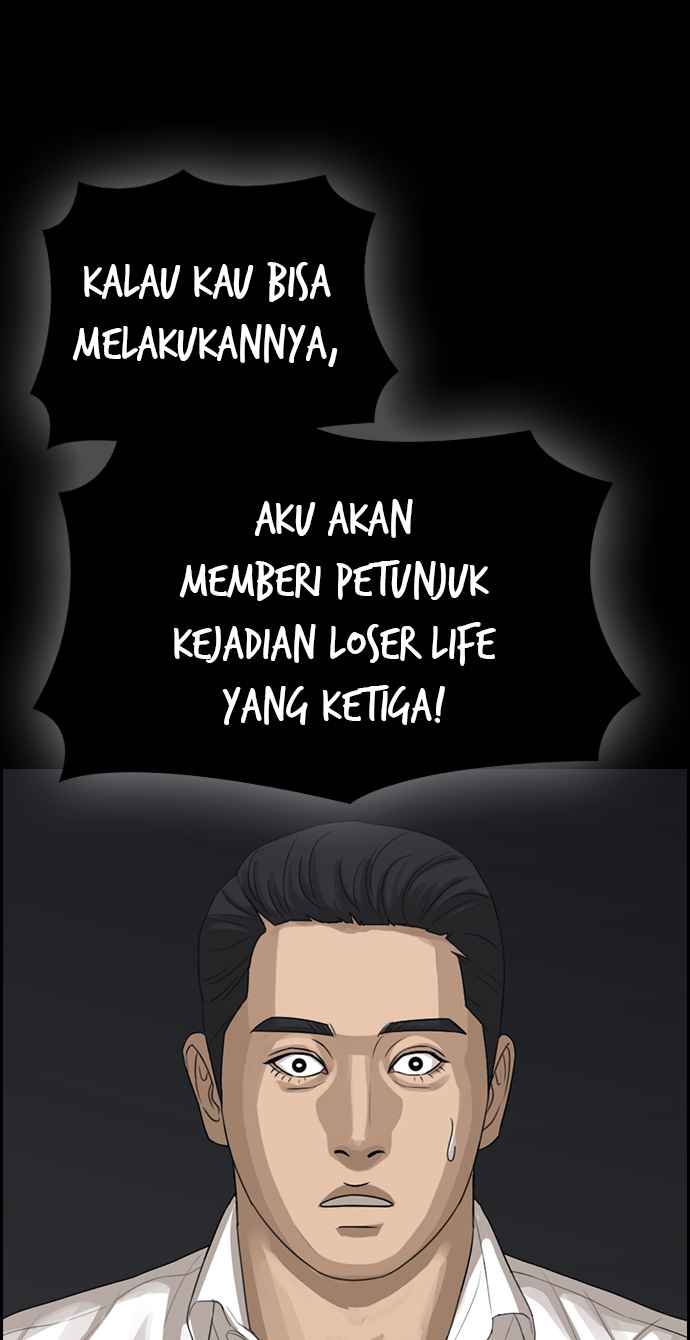 KALAU KAU BISA
MELAKUKANNYA,
AKU AKAN
MEMBERI PETUNJUK
KEJADIAN LOSER LIFE
YANG KETIGA!